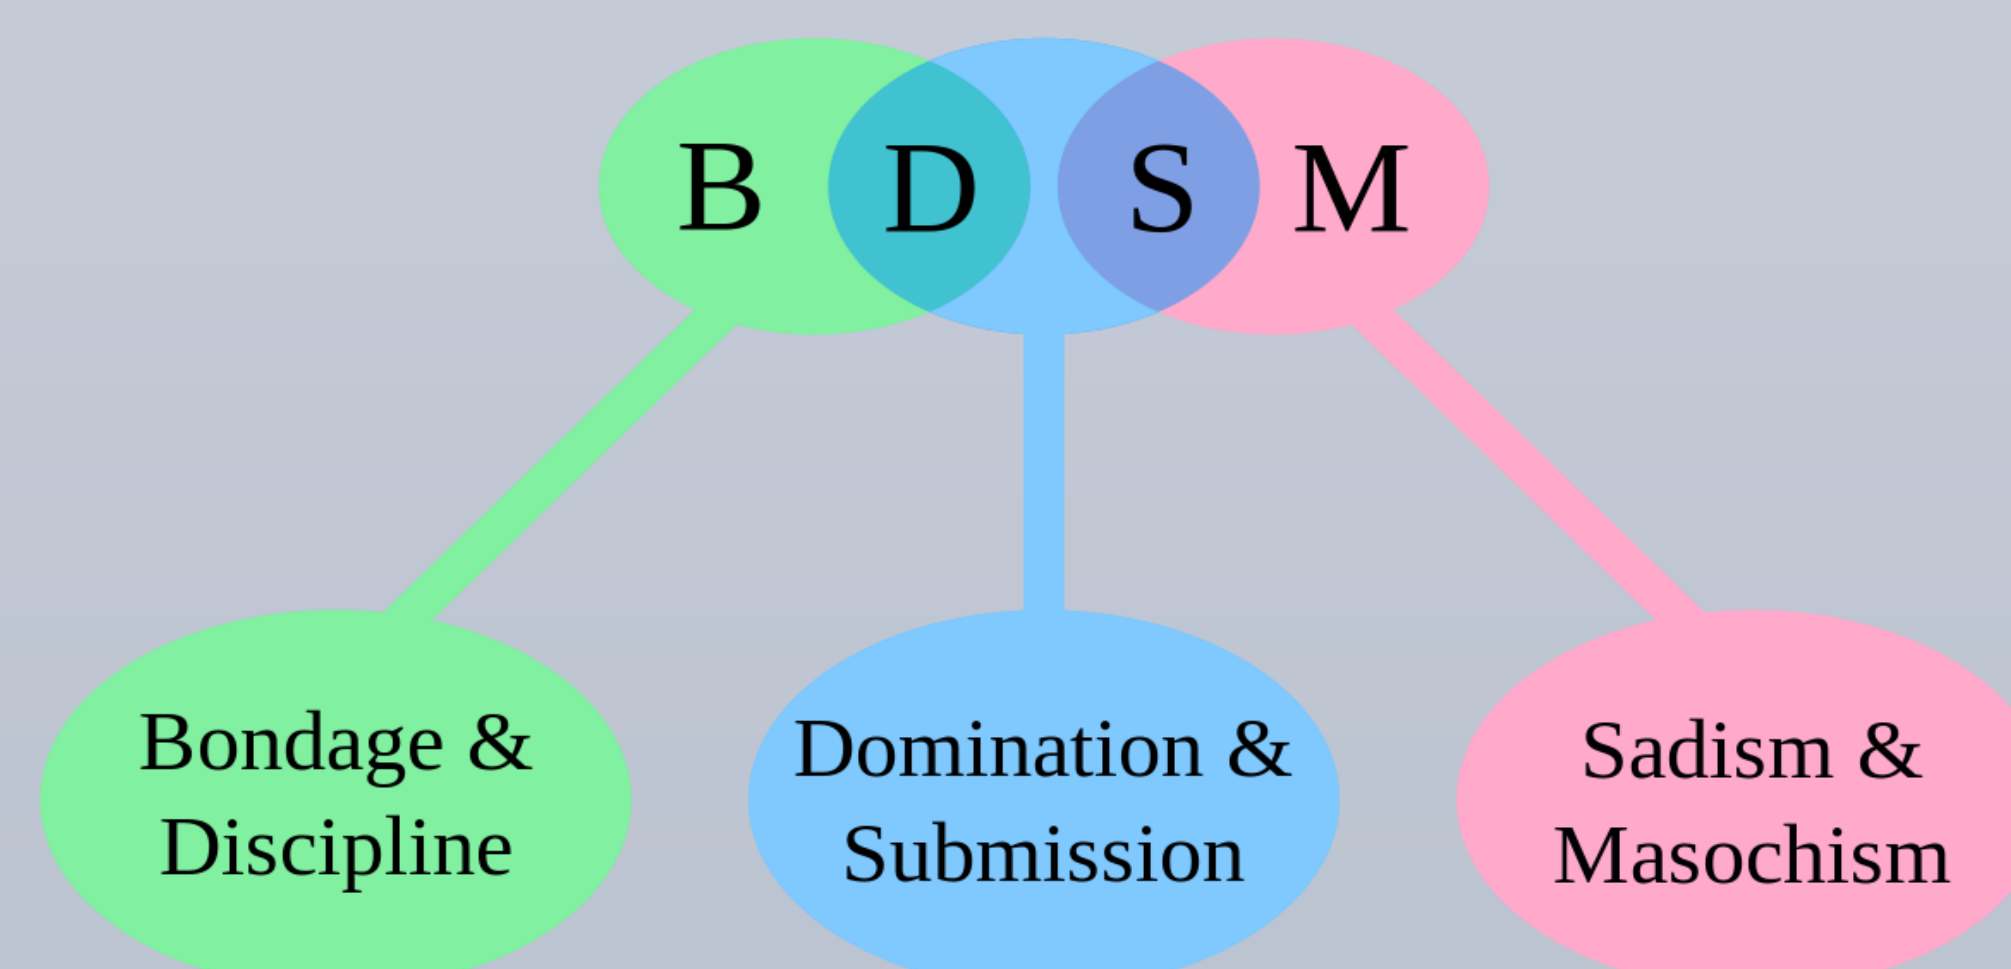 B D S M
Bondage &
Discipline
Domination &
Submission
Sadism &
Masochism